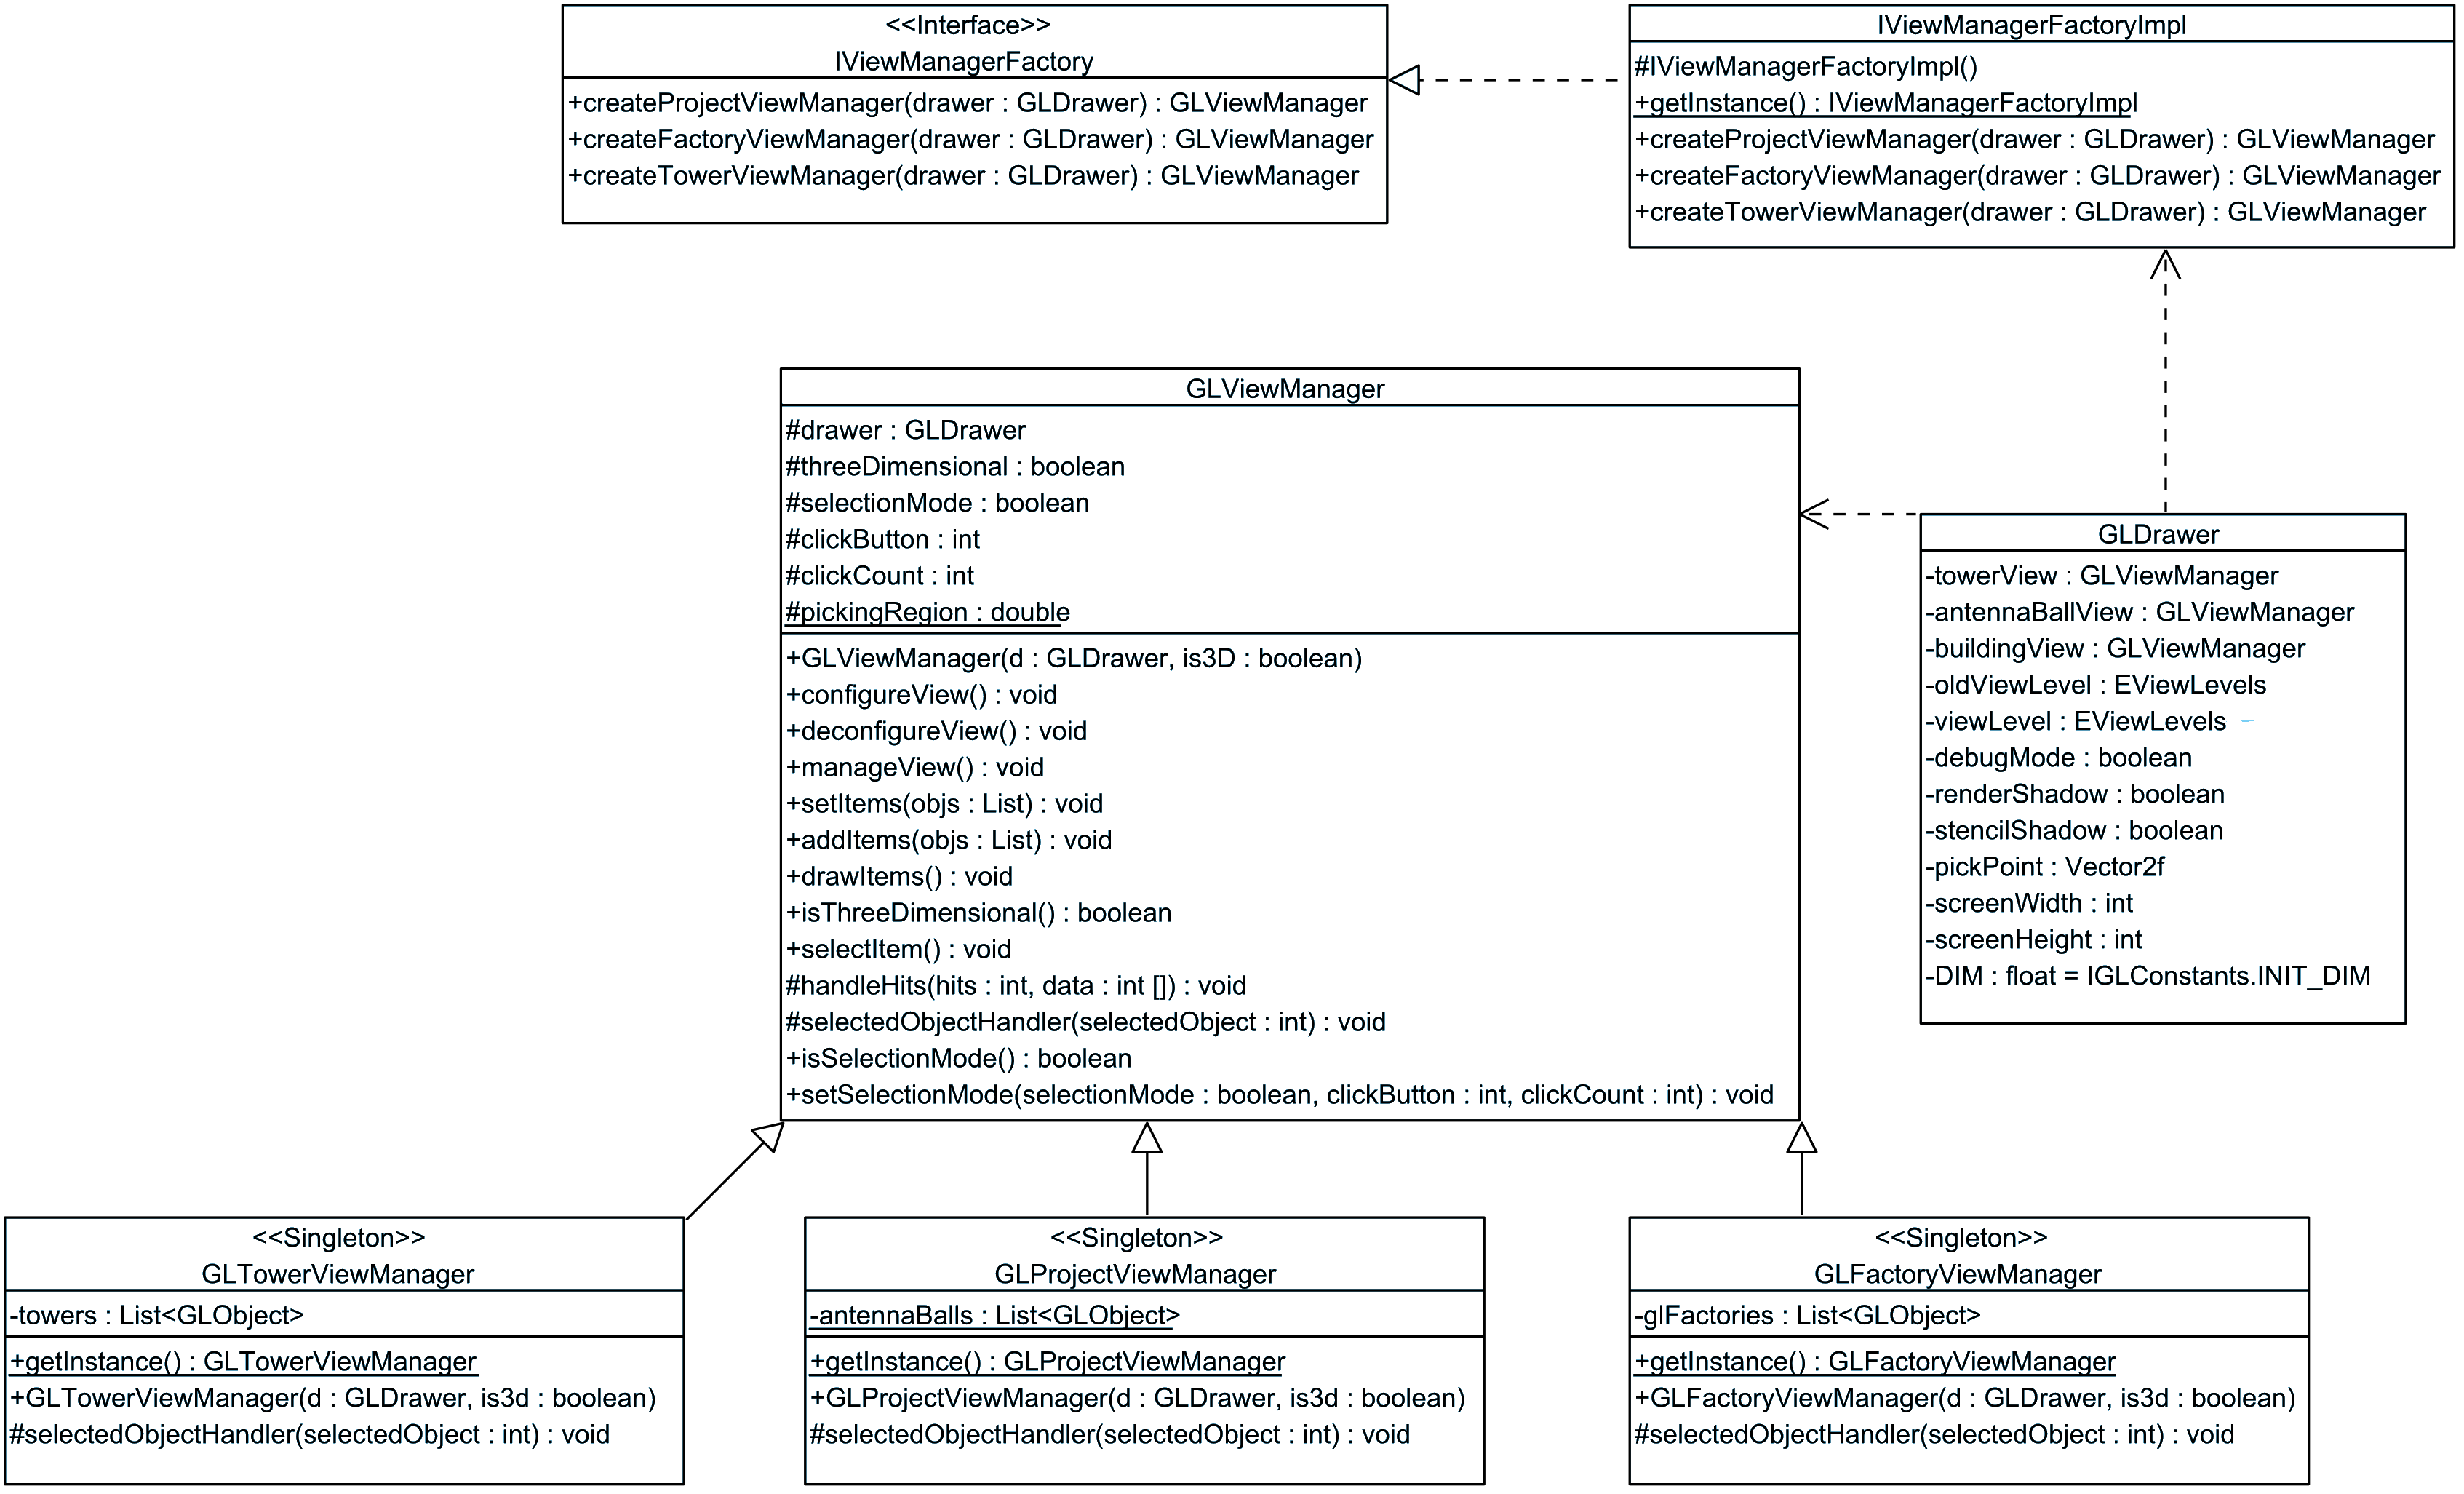 <<Interface>>
IViewManagerFactory
+createProjectViewManager(drawer : GLDrawer) : GLViewManager
+createFactoryViewManager(drawer : GLDrawer) : GLViewManager
+createTowerViewManager(drawer : GLDrawer) : GLViewManager
IViewManagerFactoryImpl
#IViewManagerFactoryImpl()
+getInstance() : IViewManagerFactoryImpl
+createProjectViewManager(drawer : GLDrawer) : GLViewManager
+createFactoryViewManager(drawer : GLDrawer) : GLViewManager
+createTowerViewManager(drawer : GLDrawer) : GLViewManager
GLViewManager
#drawer : GLDrawer
#threeDimensional : boolean
#selectionMode : boolean
#clickButton : int
#clickCount : int
#pickingRegion : double
+GLViewManager(d : GLDrawer, is3D : boolean)
+configureView() : void
+deconfigureView() : void
+manageView() : void
+setItems(objs : List) : void
+addItems(objs : List) : void
+drawItems() : void
+isThreeDimensional() : boolean
+selectItem() : void
#handleHits(hits : int, data : int []) : void
#selectedObjectHandler(selectedObject : int) : void
+isSelectionMode() : boolean
+setSelectionMode(selectionMode : boolean, clickButton : int, clickCount : int) : void
GLDrawer
-towerView : GLViewManager
-antennaBallView : GLViewManager
-buildingView : GLViewManager
-oldViewLevel : EViewLevels
-viewLevel : EViewLevels
-debugMode : boolean
-renderShadow : boolean
-stencilShadow : boolean
-pickPoint : Vector2f
-screenWidth : int
-screenHeight : int
-DIM : float = IGLConstants.INIT_DIM
<<Singleton>>
GLTowerViewManager
-towers : List<GLObject>
+getInstance() : GLTowerViewManager
+GLTowerViewManager(d : GLDrawer, is3d : boolean)
#selectedObjectHandler(selectedObject : int) : void
<<Singleton>>
GLProjectViewManager
-antennaBalls : List<GLObject>
+getInstance() : GLProjectViewManager
+GLProjectViewManager(d : GLDrawer, is3d : boolean)
#selectedObjectHandler(selectedObject : int) : void
<<Singleton>>
GLFactoryViewManager
-glFactories : List<GLObject>
+getInstance() : GLFactoryViewManager
+GLFactoryViewManager(d : GLDrawer, is3d : boolean)
#selectedObjectHandler(selectedObject : int) : void